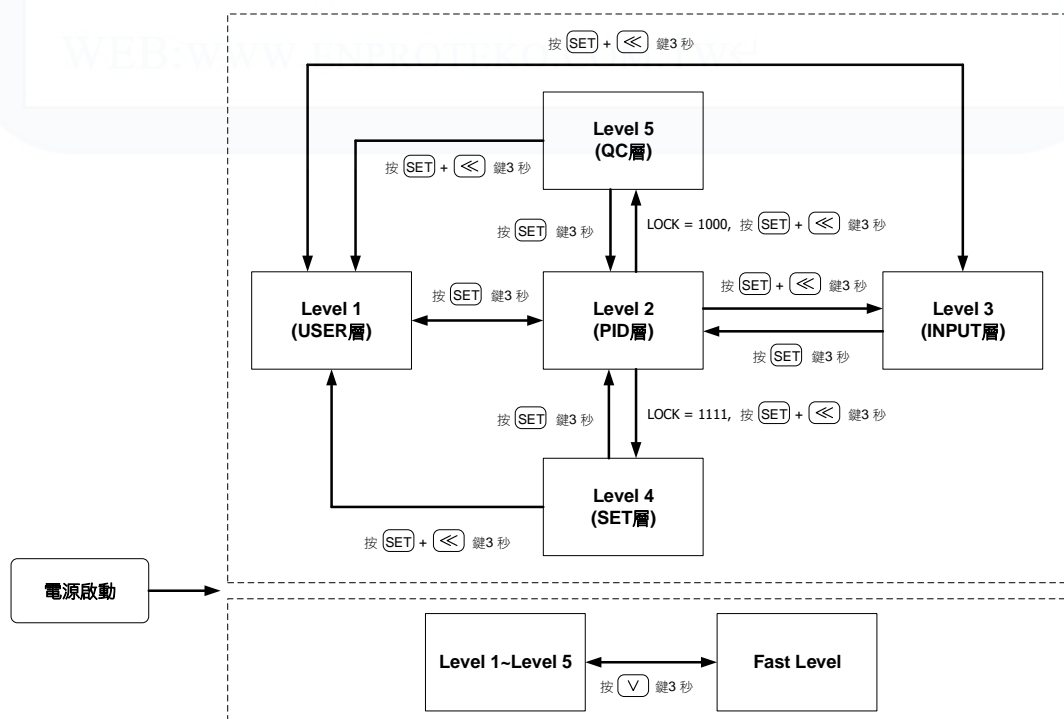 WEB:WWW.ENPROTEKO.COM.TW
按 SET + ≪ 鍵3 秒
Level 5
(QC層)
按 SET + ≪ 鍵3 秒
按 SET 鍵3 秒
LOCK = 1000, 按 SET + ≪ 鍵3 秒
Level 1
(USER層)
按 SET 鍵3 秒
Level 2
(PID層)
按 SET + ≪ 鍵3 秒
按 SET 鍵3 秒
Level 3
(INPUT層)
按 SET 鍵3 秒
LOCK = 1111, 按 SET + ≪ 鍵3 秒
Level 4
(SET層)
按 SET + ≪ 鍵3 秒
電源啟動
Level 1~Level 5
按 ∨ 鍵3 秒
Fast Level